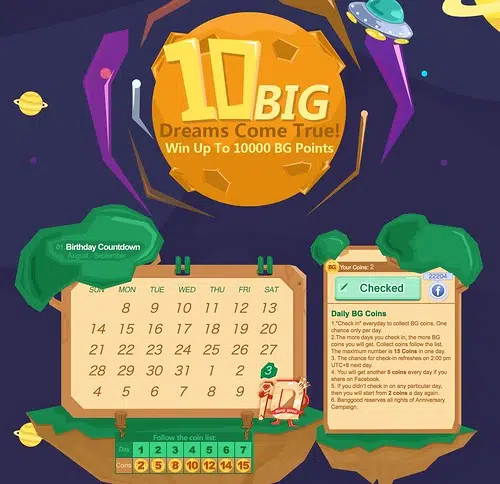 10 BIG
Dreams Come True!
Win Up To 10000 BG Points
01 Birthday Countdown
August - September
SUN MON TUE WED THU FRI SAT
8 9 10 11 12 13
14 15 16 17 18 19 20
21 22 23 24 25 26 27
28 29 30 31 1 2 3
4 5 6 7 8 9
10
Follow the coin list:
Day 1 2 3 4 5 6 7
Coins 2 5 8 10 12 14 15
BG Your Coins: 2
22204
f
Checked
Daily BG Coins
1."Check in" everyday to collect BG coins. One
chance only per day.
2.The more days you check in, the more BG
coins you will get. Collect coins follow the list.
The maximum number is 15 Coins in one day.
3. The chance for check-in refreshes on 2:00 pm
UTC+8 next day.
4. You will get another 5 coins every day if you
share on Facebook.
5. If you didn't check in on any particular day,
then you will start from 2 coins a day again.
6. Banggood reserves all rights of Anniversary
Campaign.